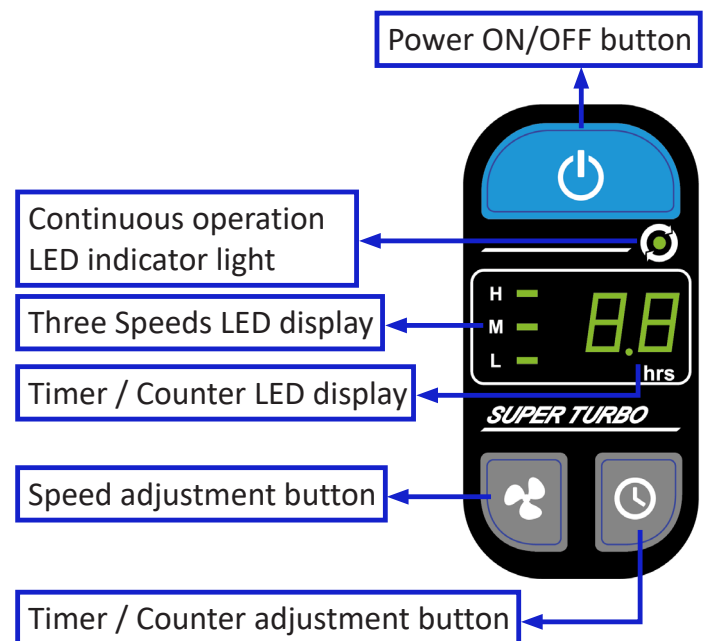 Power ON/OFF button
Continuous operation
LED indicator light
H
Three Speeds LED display
M
8.8
L
hrs
Timer / Counter LED display
SUPER TURBO
Speed adjustment button
Timer / Counter adjustment button